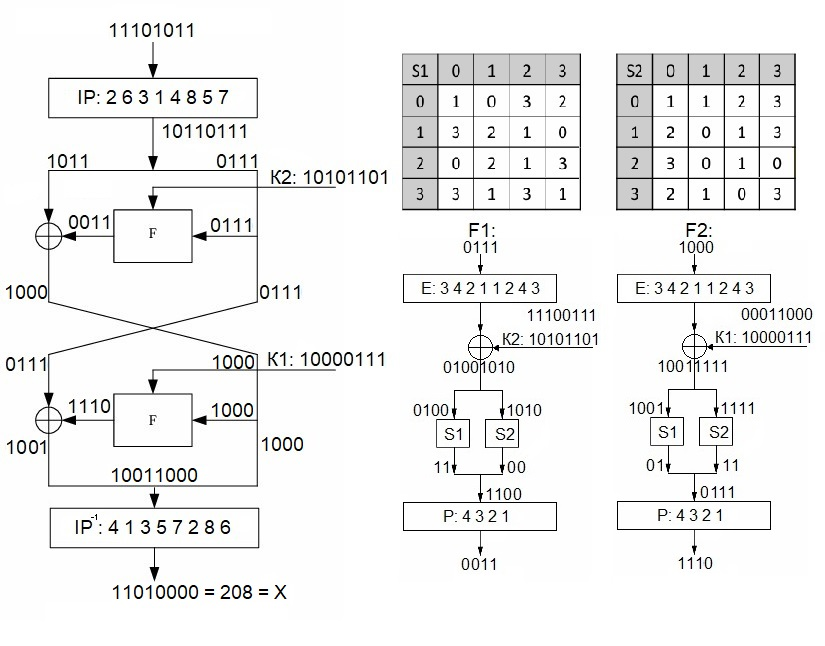 11101011
IP: 2 6 3 1 4 8 5 7
10110111
1011 0111
К2: 10101101
0011 F 0111
1000 0111
0111 1000 К1: 10000111
1110 F 1000
1001 1000
10011000
IP⁻¹: 4 1 3 5 7 2 8 6
11010000 = 208 = X
S1 0 1 2 3
0 1 0 3 2
1 3 2 1 0
2 0 2 1 3
3 3 1 3 1
S2 0 1 2 3
0 1 1 2 3
1 2 0 1 3
2 3 0 1 0
3 2 1 0 3
F1:
0111
E: 3 4 2 1 1 2 4 3
11100111
К2: 10101101
01001010
0100 1010
S1 S2
11 00
1100
P: 4 3 2 1
0011
F2:
1000
E: 3 4 2 1 1 2 4 3
00011000
К1: 10000111
10011111
1001 1111
S1 S2
01 11
0111
P: 4 3 2 1
1110